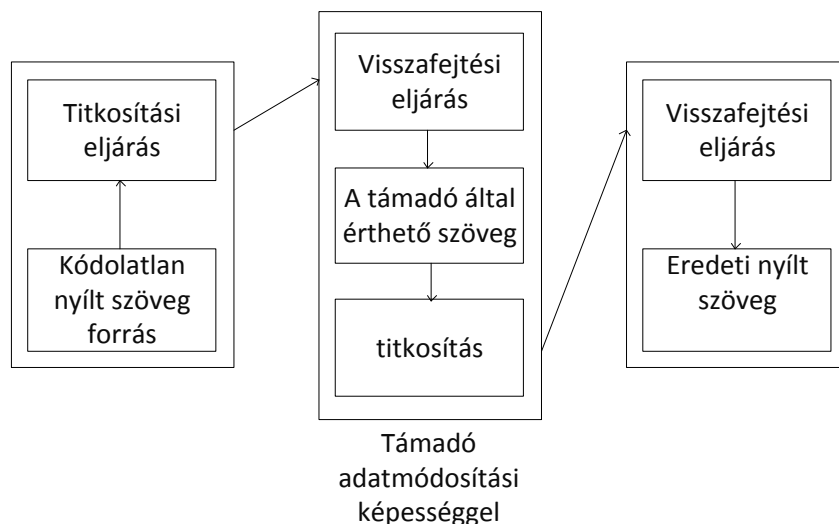 Titkosítási
eljárás
Kódolatlan
nyílt szöveg
forrás
Visszafejtési
eljárás
A támadó által
érthető szöveg
titkosítás
Támadó
adatmódosítási
képességgel
Visszafejtési
eljárás
Eredeti nyílt
szöveg